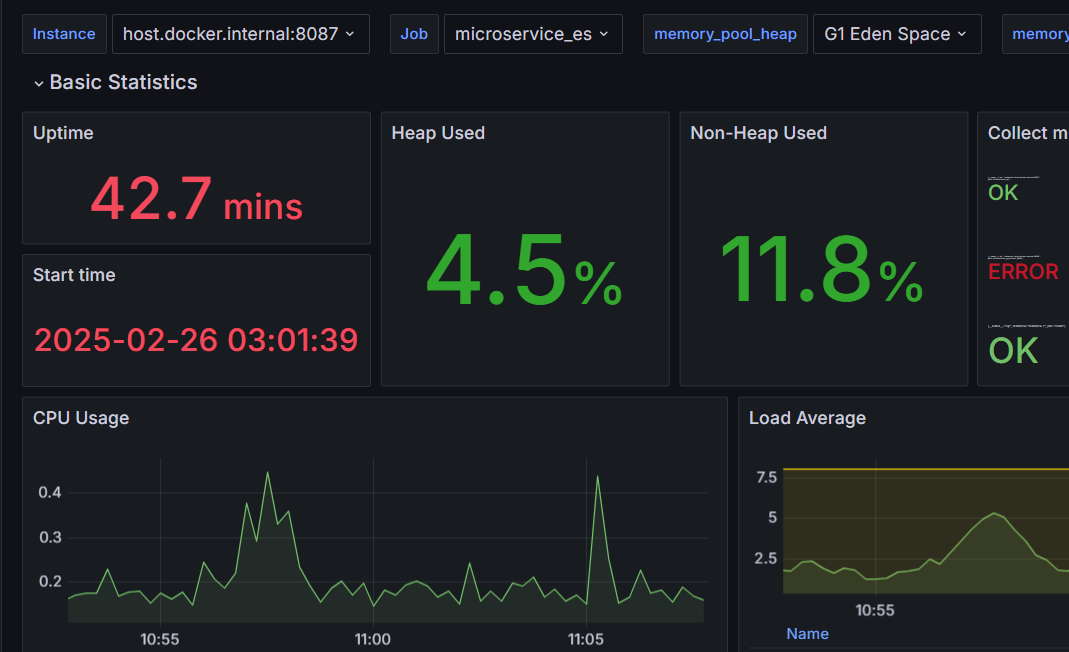 Instance host.docker.internal:8087 Job microservice_es memory_pool_heap G1 Eden Space memory
Basic Statistics
Uptime
42.7 mins
Start time
2025-02-26 03:01:39
Heap Used
4.5%
Non-Heap Used
11.8%
Collect m
OK
ERROR
OK
CPU Usage
0.4
0.3
0.2
10:55 11:00 11:05
Load Average
7.5
5
2.5
10:55
Name